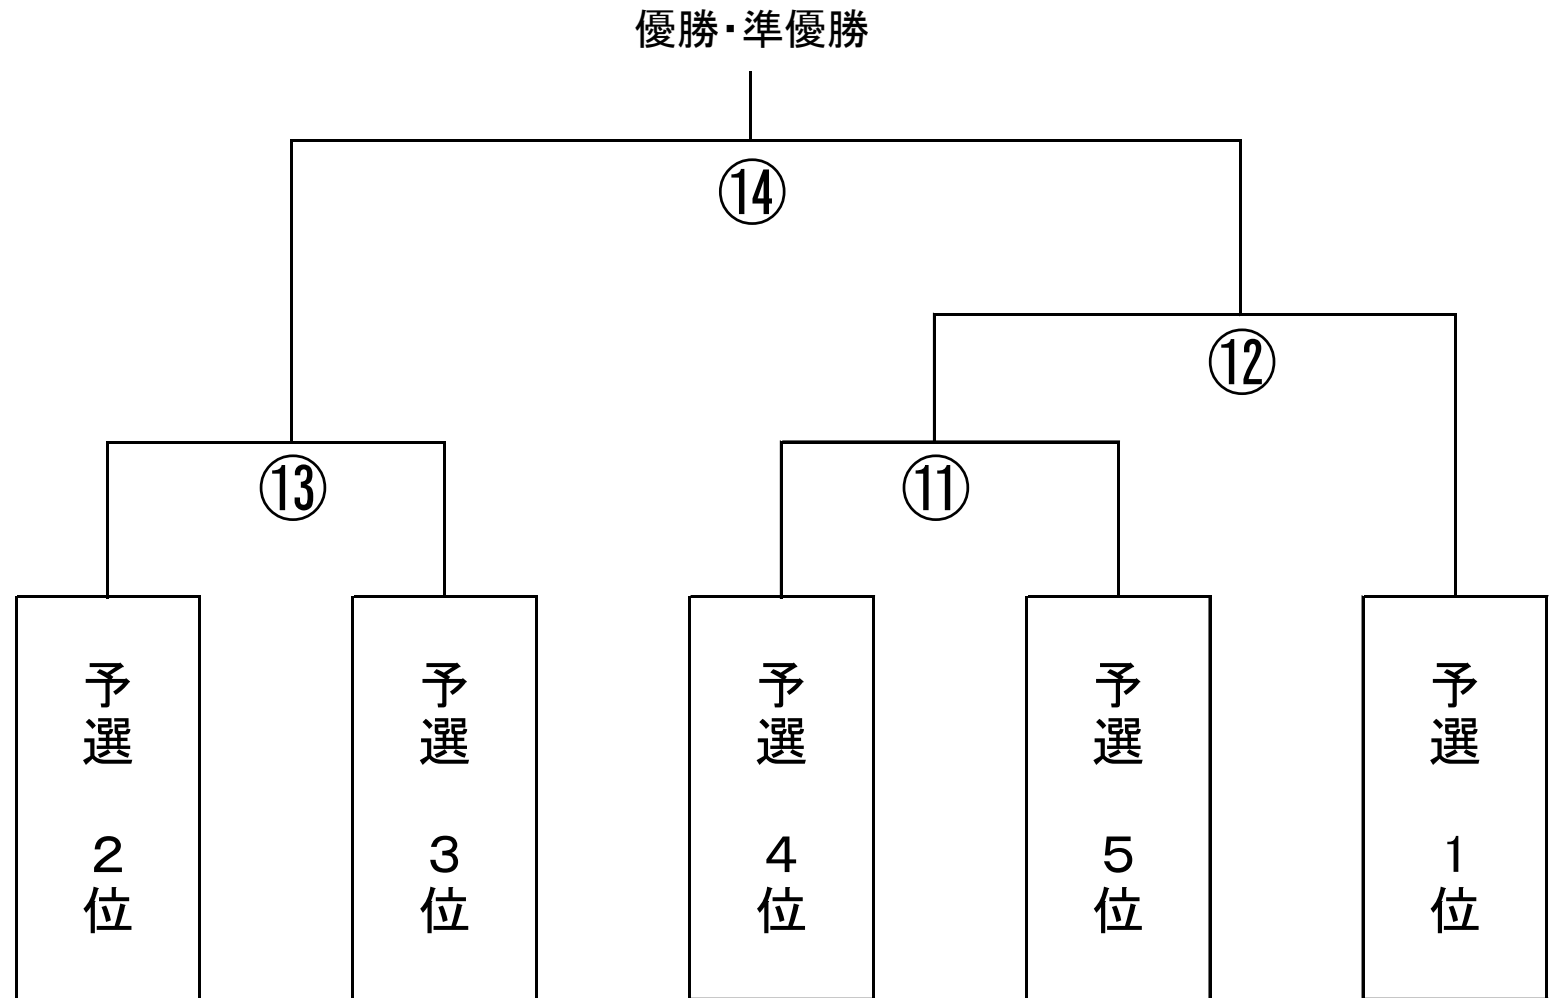 優勝・準優勝
⑭
⑫
⑬
⑪
予選 2位
予選 3位
予選 4位
予選 5位
予選 1位